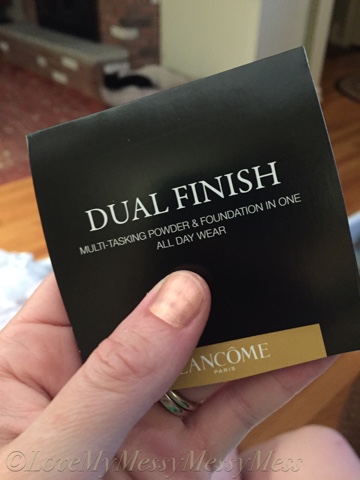 DUAL FINISH
MULTI-TASKING POWDER & FOUNDATION IN ONE
ALL DAY WEAR
LANCÔME
PARIS
©LoveMyMessyMessyMess